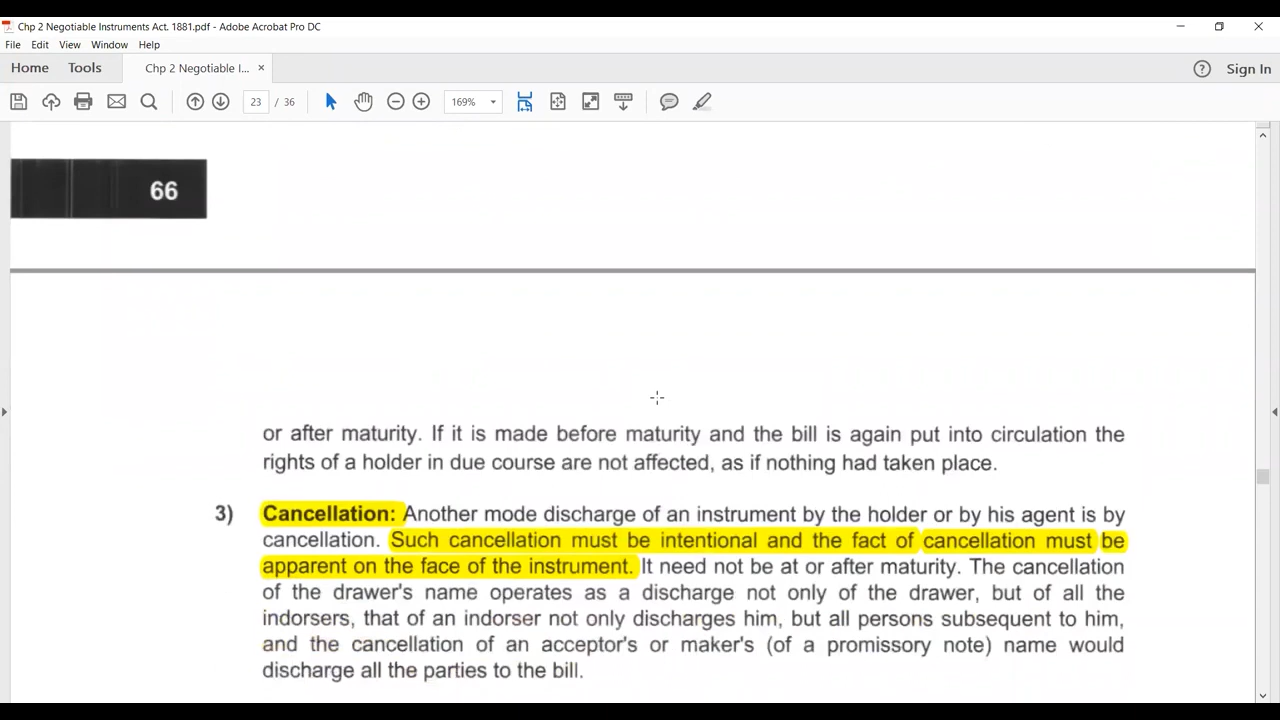 Chp 2 Negotiable Instruments Act. 1881.pdf - Adobe Acrobat Pro DC
File Edit View Window Help
Home Tools Chp 2 Negotiable I... × Sign In
23 / 36 169%
66
or after maturity. If it is made before maturity and the bill is again put into circulation the
rights of a holder in due course are not affected, as if nothing had taken place.
3) Cancellation: Another mode discharge of an instrument by the holder or by his agent is by
cancellation. Such cancellation must be intentional and the fact of cancellation must be
apparent on the face of the instrument. It need not be at or after maturity. The cancellation
of the drawer's name operates as a discharge not only of the drawer, but of all the
indorsers, that of an indorser not only discharges him, but all persons subsequent to him,
and the cancellation of an acceptor's or maker's (of a promissory note) name would
discharge all the parties to the bill.